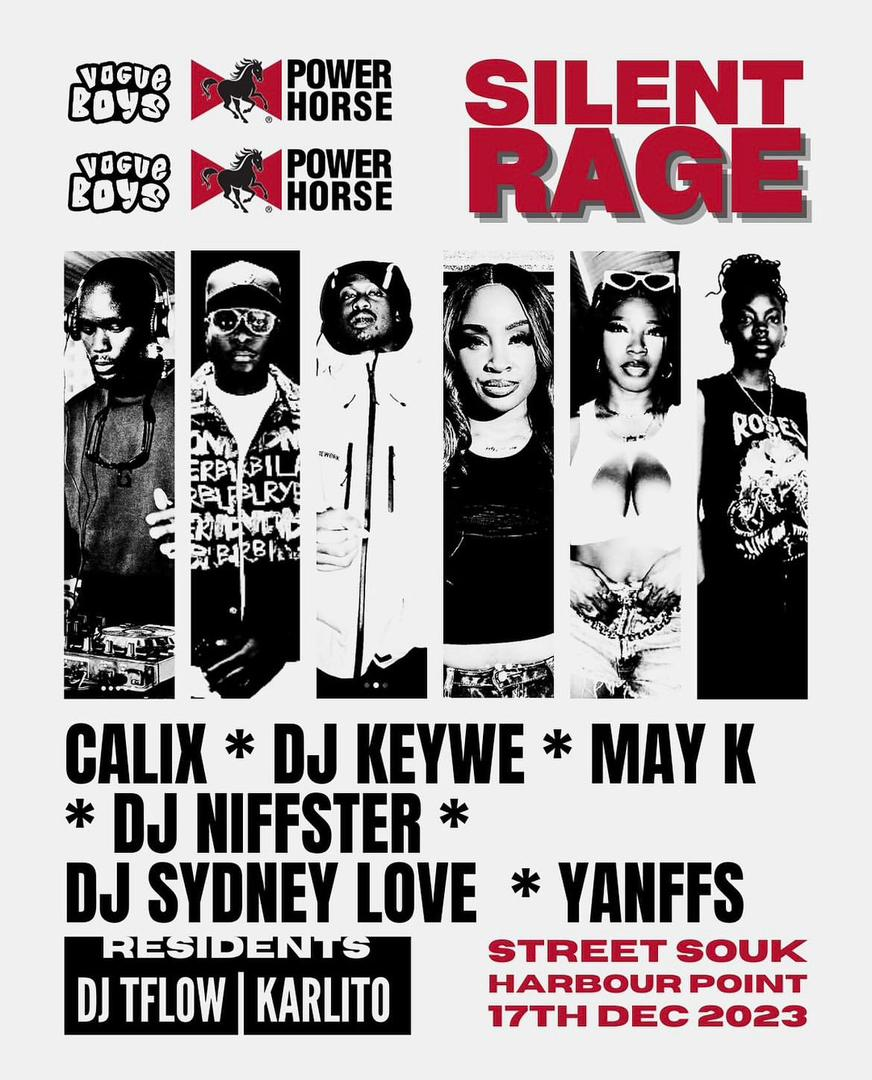 VOGUE
BOYS
POWER
HORSE
®
VOGUE
BOYS
POWER
HORSE
®
SILENT
RAGE
ROSES
CALIX * DJ KEYWE * MAY K
* DJ NIFFSTER *
DJ SYDNEY LOVE * YANFFS
RESIDENTS
DJ TFLOW | KARLITO
STREET SOUK
HARBOUR POINT
17TH DEC 2023